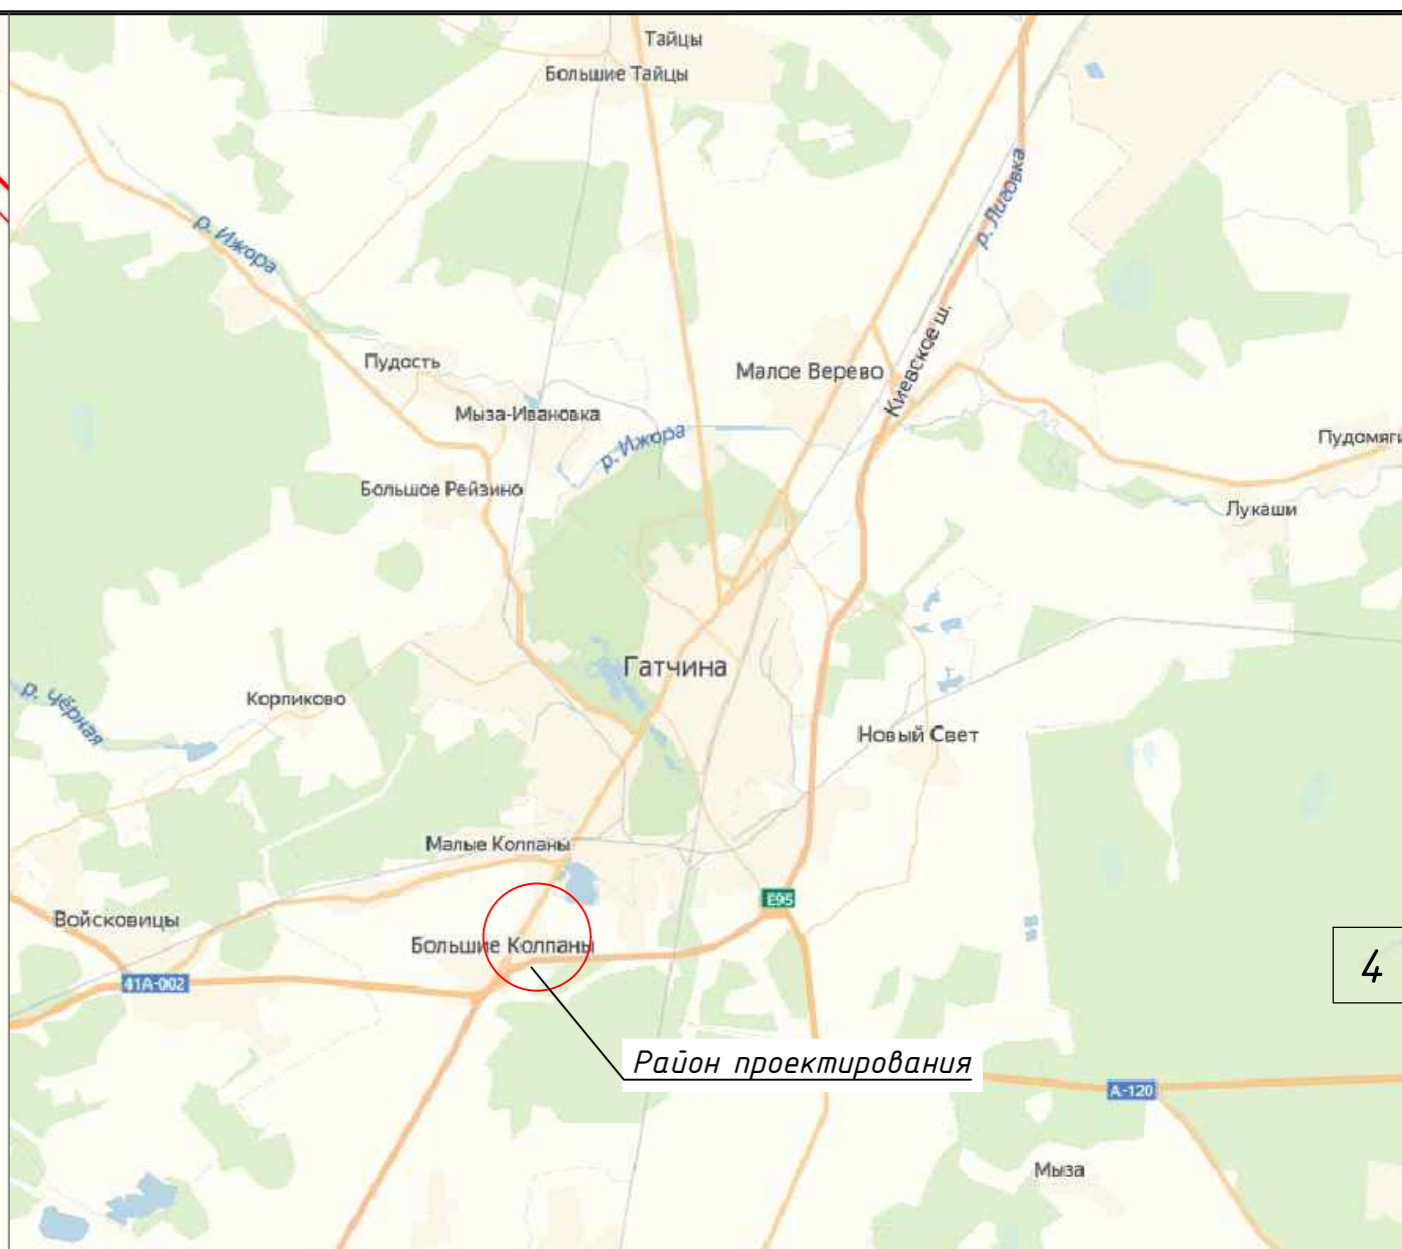 Тайцы
Большие Тайцы
р. Лиговка
р. Ижора
Киевское ш.
Пудость
Малое Верево
Мыза-Ивановка
р. Ижора
Пудомяги
Большое Рейзино
Лукаши
Гатчина
р. Чёрная
Корпиково
Новый Свет
Малые Колпаны
E95
Войсковицы
Большие Колпаны
4
41А-002
Район проектирования
А-120
Мыза